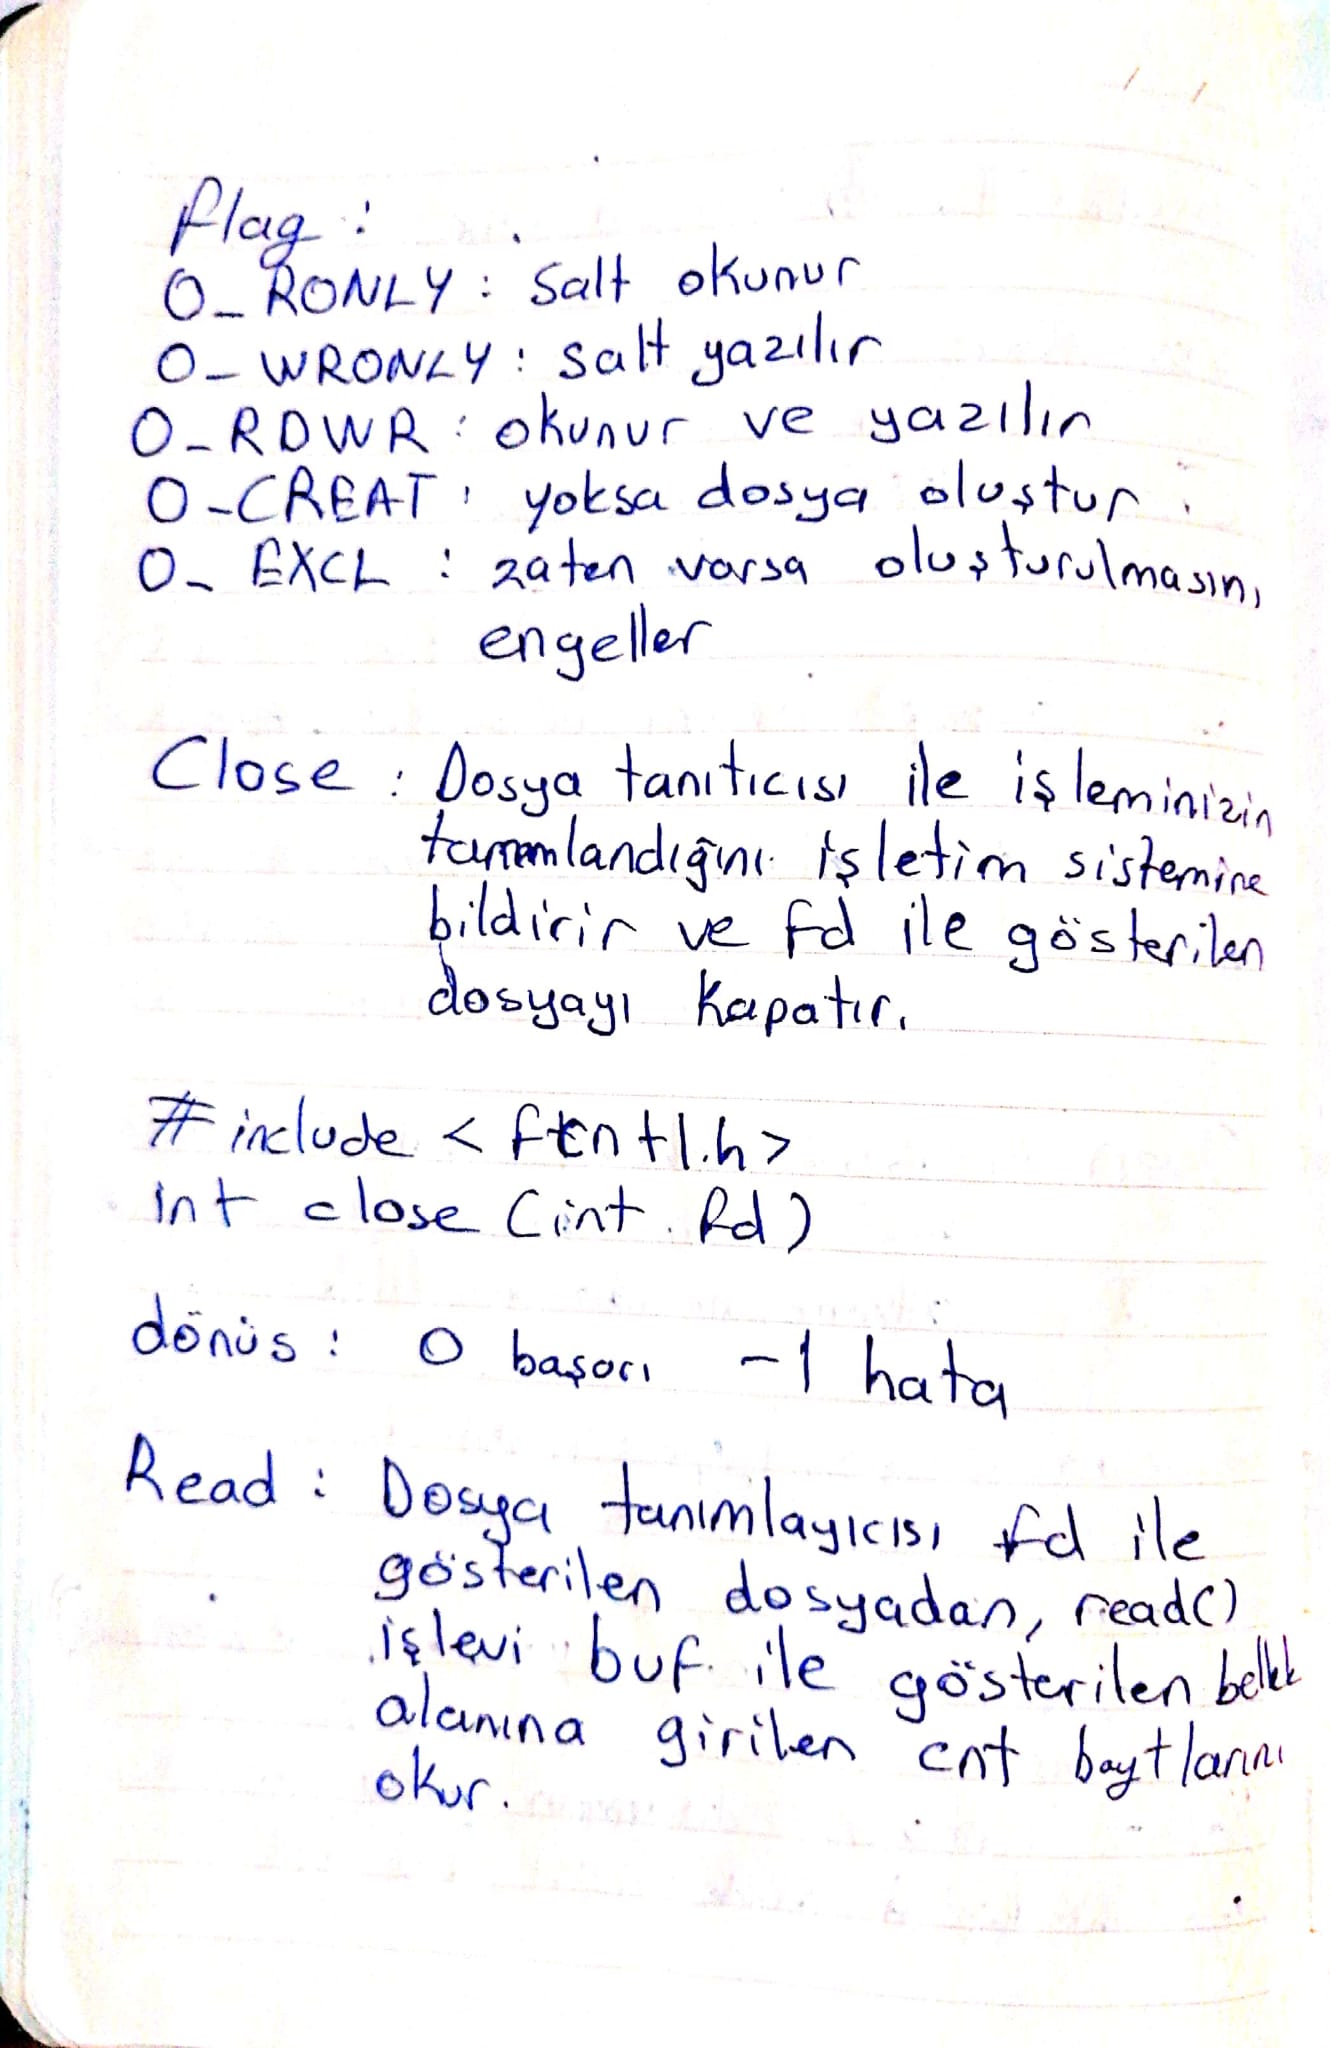 flag :
O_RONLY : Salt okunur
O_WRONLY : salt yazılır
O_RDWR : okunur ve yazılır
O_CREAT : yoksa dosya oluştur.
O_EXCL : zaten varsa oluşturulmasını
engeller
Close : Dosya tanıtıcısı ile işleminizin
tamamlandığını işletim sistemine
bildirir ve fd ile gösterilen
dosyayı kapatır.
#include <fcntl.h>
int close (int fd)
dönüs : 0 başarı -1 hata
Read : Dosya tanımlayıcısı fd ile
gösterilen dosyadan, read()
işlevi buf ile gösterilen bellek
alanına girilen cnt baytlarını
okur.